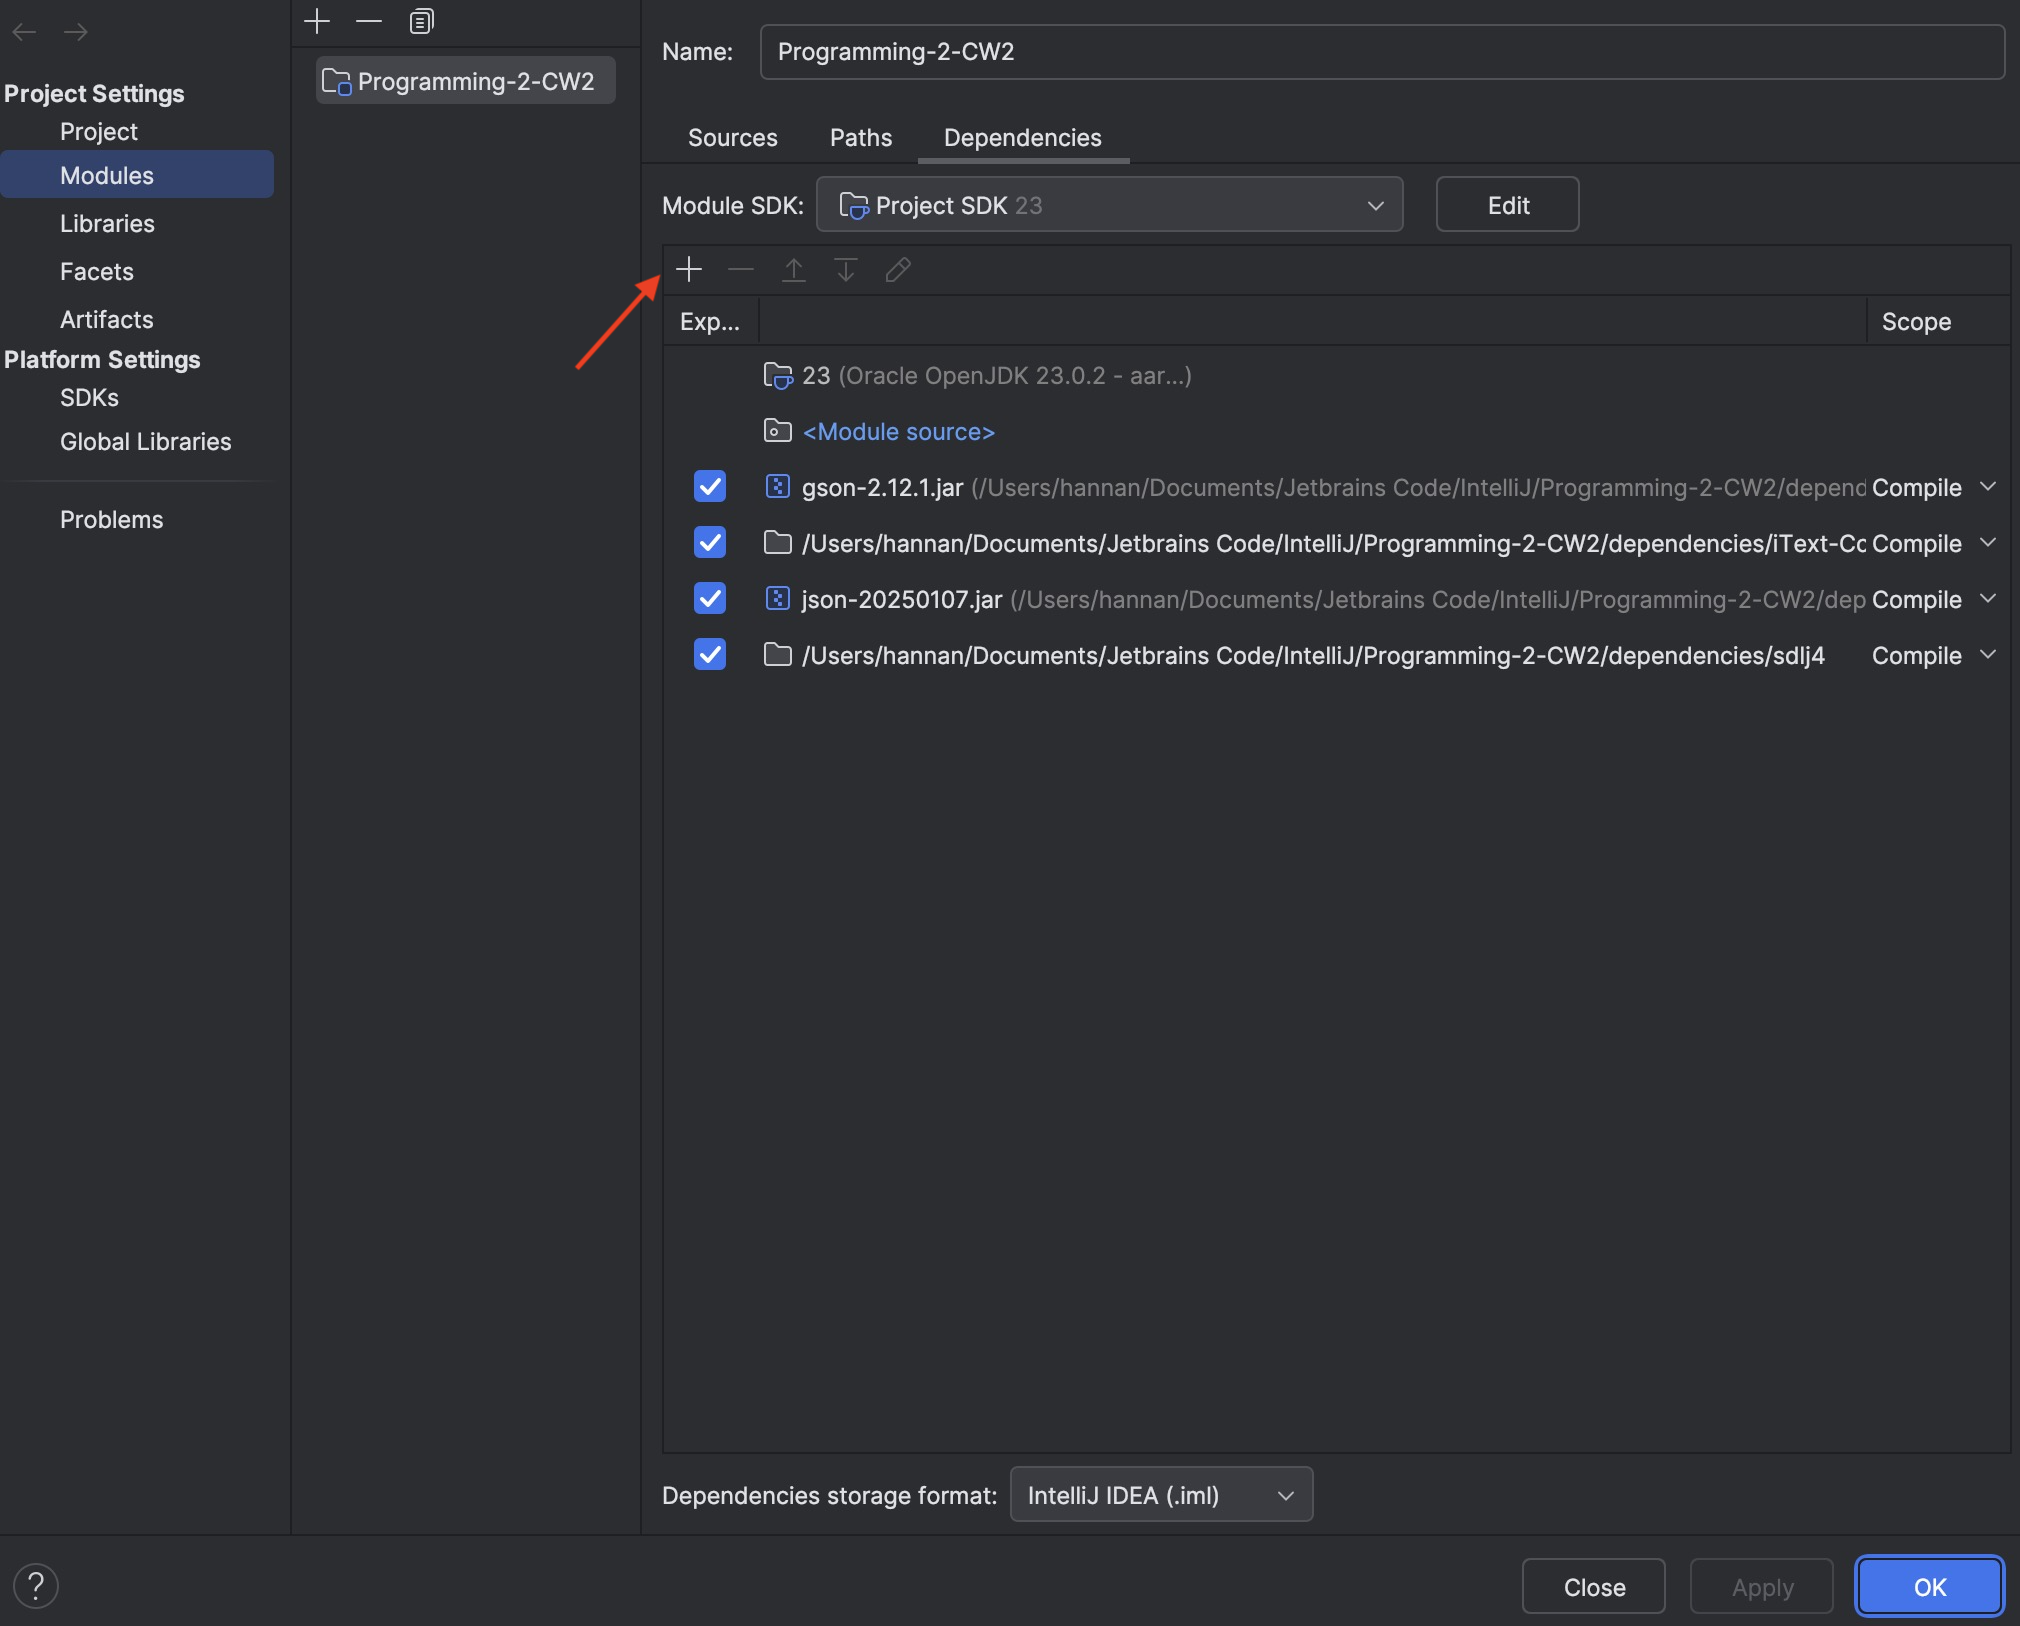 Project Settings
Project
Modules
Libraries
Facets
Artifacts
Platform Settings
SDKs
Global Libraries
Problems
Programming-2-CW2
Name: Programming-2-CW2
Sources Paths Dependencies
Module SDK: Project SDK 23 Edit
Exp... Scope
23 (Oracle OpenJDK 23.0.2 - aar...)
<Module source>
gson-2.12.1.jar (/Users/hannan/Documents/Jetbrains Code/IntelliJ/Programming-2-CW2/depend Compile
/Users/hannan/Documents/Jetbrains Code/IntelliJ/Programming-2-CW2/dependencies/iText-Co Compile
json-20250107.jar (/Users/hannan/Documents/Jetbrains Code/IntelliJ/Programming-2-CW2/dep Compile
/Users/hannan/Documents/Jetbrains Code/IntelliJ/Programming-2-CW2/dependencies/sdlj4 Compile
Dependencies storage format: IntelliJ IDEA (.iml)
? Close Apply OK